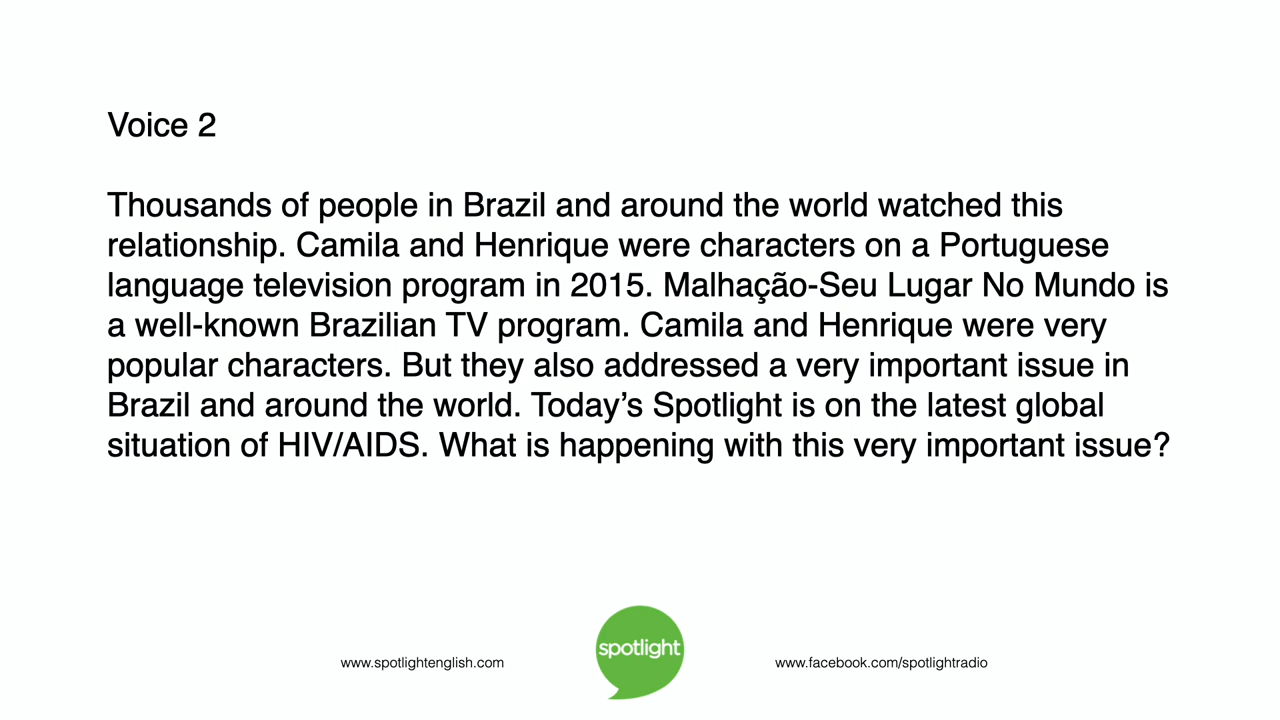 Voice 2
Thousands of people in Brazil and around the world watched this
relationship. Camila and Henrique were characters on a Portuguese
language television program in 2015. Malhação-Seu Lugar No Mundo is
a well-known Brazilian TV program. Camila and Henrique were very
popular characters. But they also addressed a very important issue in
Brazil and around the world. Today’s Spotlight is on the latest global
situation of HIV/AIDS. What is happening with this very important issue?
spotlight
www.spotlightenglish.com
www.facebook.com/spotlightradio